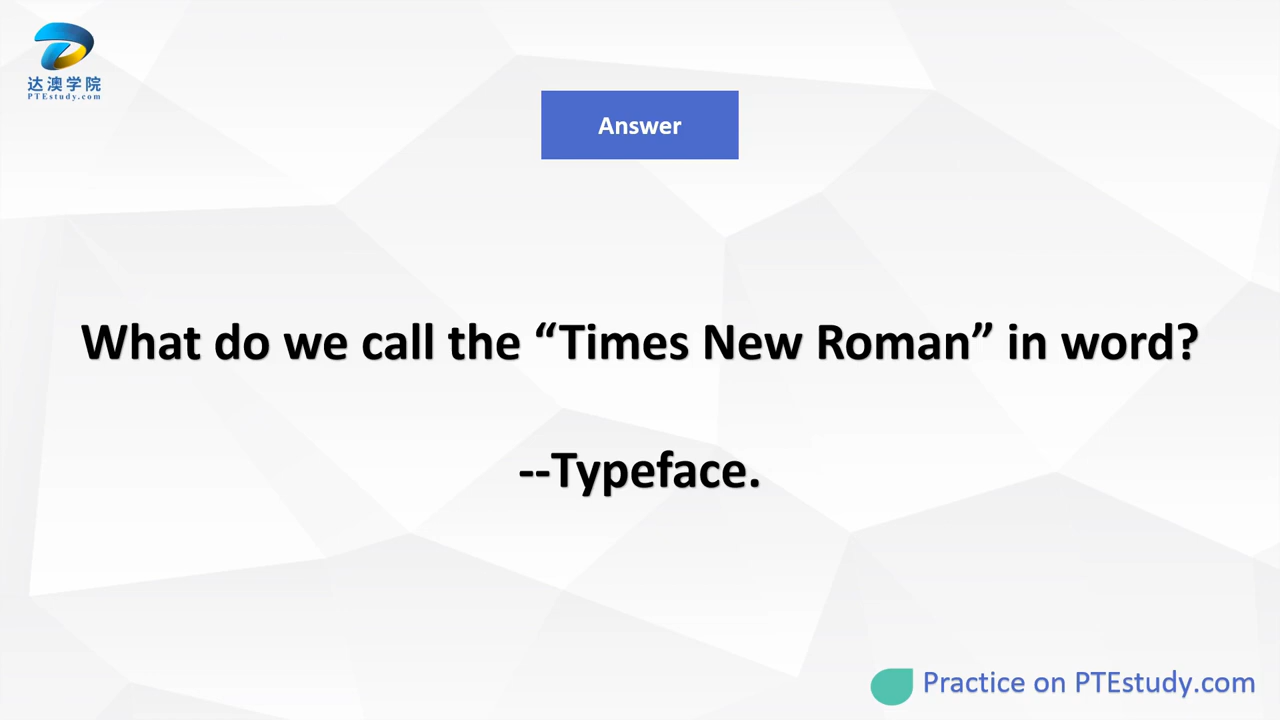 达澳学院
PTEstudy.com
Answer
What do we call the “Times New Roman” in word?
--Typeface.
Practice on PTEstudy.com